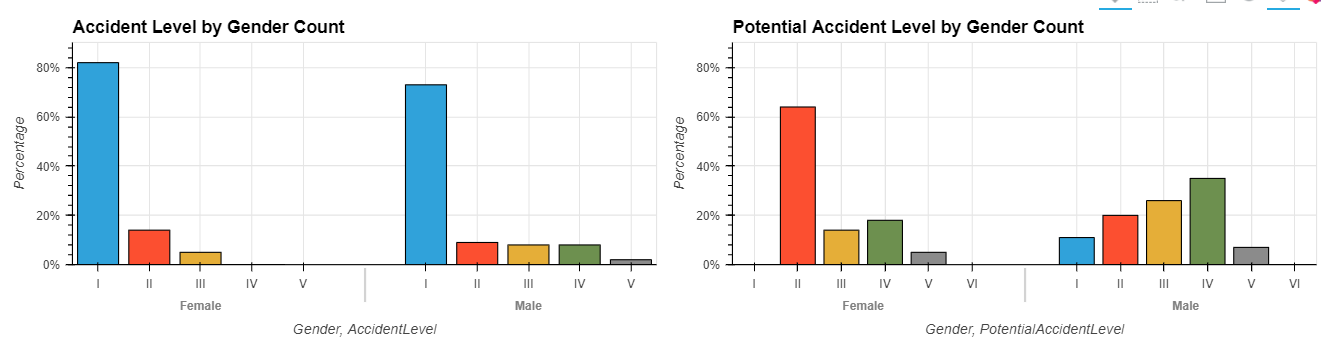 Accident Level by Gender Count
80%
60%
40%
20%
0%
Percentage
I II III IV V I II III IV V
Female Male
Gender, AccidentLevel
Potential Accident Level by Gender Count
80%
60%
40%
20%
0%
Percentage
I II III IV V VI I II III IV V VI
Female Male
Gender, PotentialAccidentLevel